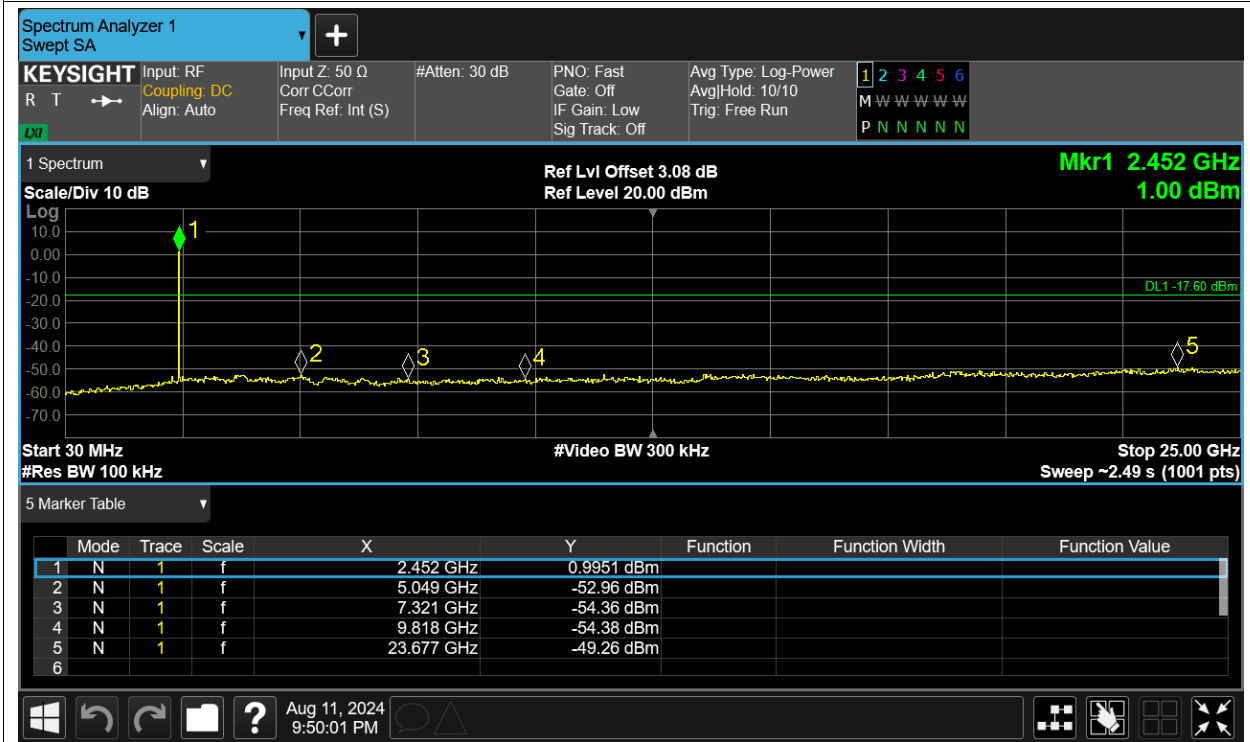 Spectrum Analyzer 1
Swept SA
+
KEYSIGHT
R T
LXI
Input: RF
Coupling: DC
Align: Auto
Input Z: 50 Ω
Corr CCorr
Freq Ref: Int (S)
#Atten: 30 dB
PNO: Fast
Gate: Off
IF Gain: Low
Sig Track: Off
Avg Type: Log-Power
Avg|Hold: 10/10
Trig: Free Run
1 2 3 4 5 6
M W W W W W
P N N N N N
1 Spectrum
Scale/Div 10 dB
Ref Lvl Offset 3.08 dB
Ref Level 20.00 dBm
Mkr1 2.452 GHz
1.00 dBm
Log
10.0
0.00
-10.0
-20.0
-30.0
-40.0
-50.0
-60.0
-70.0
1
2
3
4
5
DL1 -17.60 dBm
Start 30 MHz
#Video BW 300 kHz
Stop 25.00 GHz
#Res BW 100 kHz
Sweep ~2.49 s (1001 pts)
5 Marker Table
Mode Trace Scale X Y Function Function Width Function Value
1 N 1 f 2.452 GHz 0.9951 dBm
2 N 1 f 5.049 GHz -52.96 dBm
3 N 1 f 7.321 GHz -54.36 dBm
4 N 1 f 9.818 GHz -54.38 dBm
5 N 1 f 23.677 GHz -49.26 dBm
6
?
Aug 11, 2024
9:50:01 PM